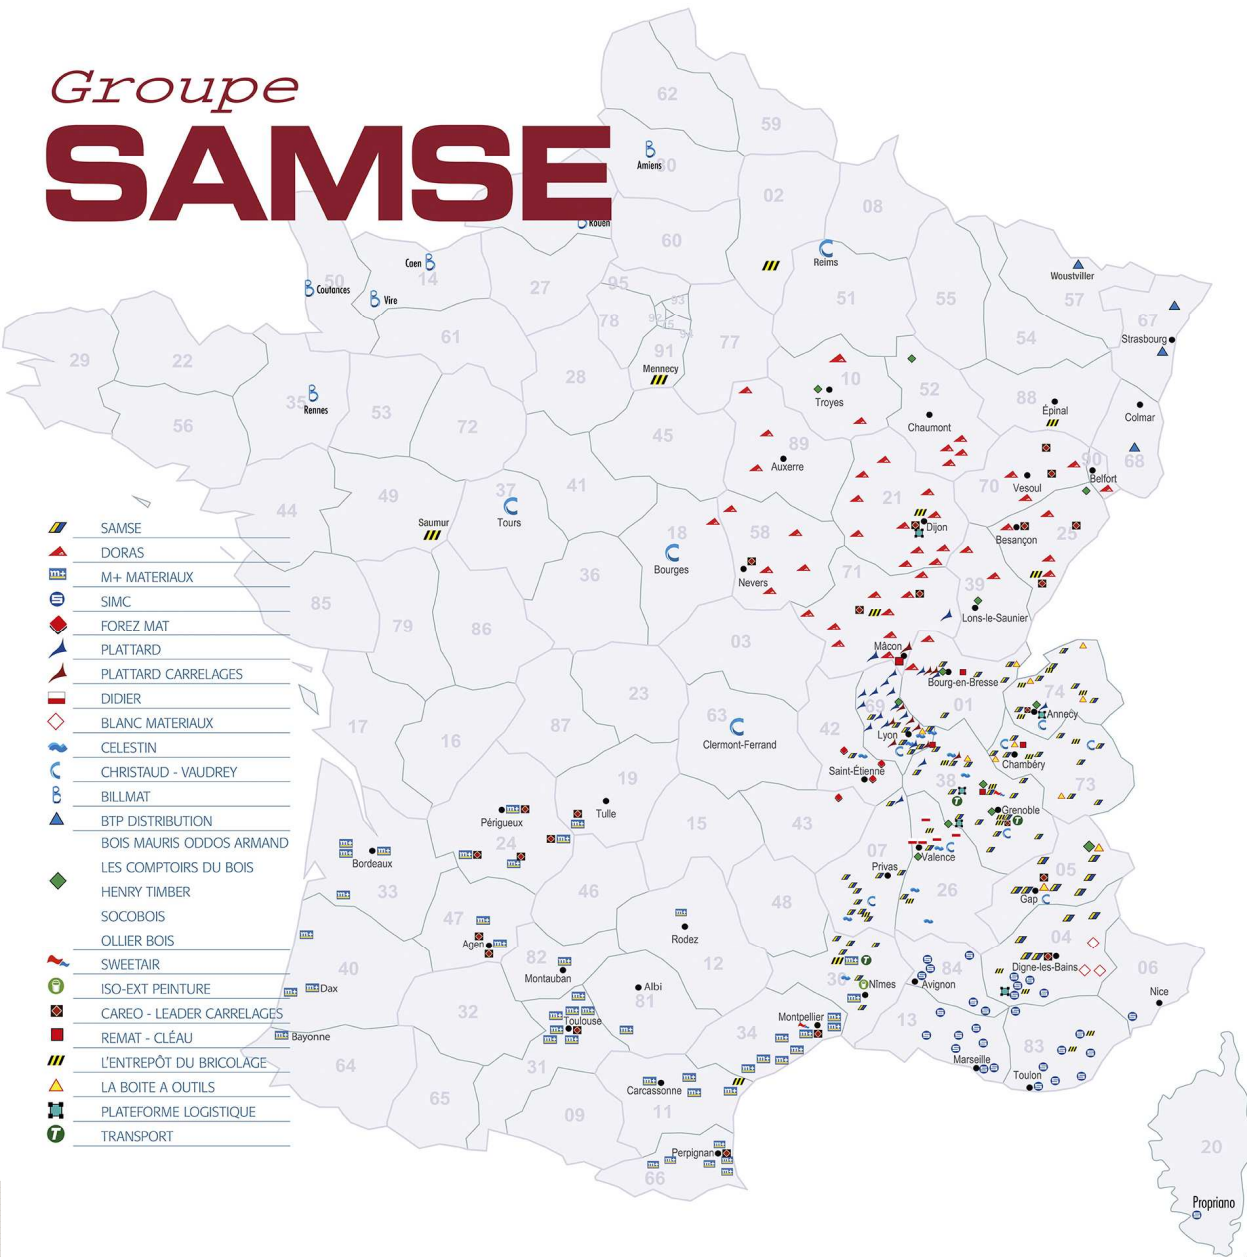 Groupe
SAMSE
62
59
Amiens
80
02
08
Rouen
60
Reims
Caen
14
50
Coutances
Vire
27
95
93
92
75
94
78
77
91
Mennecy
51
55
57
Woustviller
54
67
Strasbourg
29
22
61
28
10
Troyes
52
Chaumont
88
Épinal
Colmar
56
35
Rennes
53
72
45
89
Auxerre
70
Vesoul
90
Belfort
68
44
49
Saumur
37
Tours
41
18
Bourges
58
Nevers
21
Dijon
Besançon
25
85
79
86
36
03
71
39
Lons-le-Saunier
Mâcon
Bourg-en-Bresse
01
74
Annecy
17
16
87
23
63
Clermont-Ferrand
42
69
Lyon
Saint-Étienne
Chambéry
73
38
Grenoble
19
Tulle
Périgueux
24
15
43
07
Privas
Valence
26
05
Gap
Bordeaux
33
47
Agen
46
48
Rodez
12
82
Montauban
Albi
81
30
Nîmes
84
Avignon
04
Digne-les-Bains
06
Nice
40
Dax
32
Toulouse
Montpellier
34
13
83
Marseille
Toulon
Bayonne
64
65
31
09
Carcassonne
11
Perpignan
66
20
Propriano
SAMSE
DORAS
M+ MATERIAUX
SIMC
FOREZ MAT
PLATTARD
PLATTARD CARRELAGES
DIDIER
BLANC MATERIAUX
CELESTIN
CHRISTAUD - VAUDREY
BILLMAT
BTP DISTRIBUTION
BOIS MAURIS ODDOS ARMAND
LES COMPTOIRS DU BOIS
HENRY TIMBER
SOCOBOIS
OLLIER BOIS
SWEETAIR
ISO-EXT PEINTURE
CAREO - LEADER CARRELAGES
REMAT - CLÉAU
L'ENTREPÔT DU BRICOLAGE
LA BOITE A OUTILS
PLATEFORME LOGISTIQUE
TRANSPORT